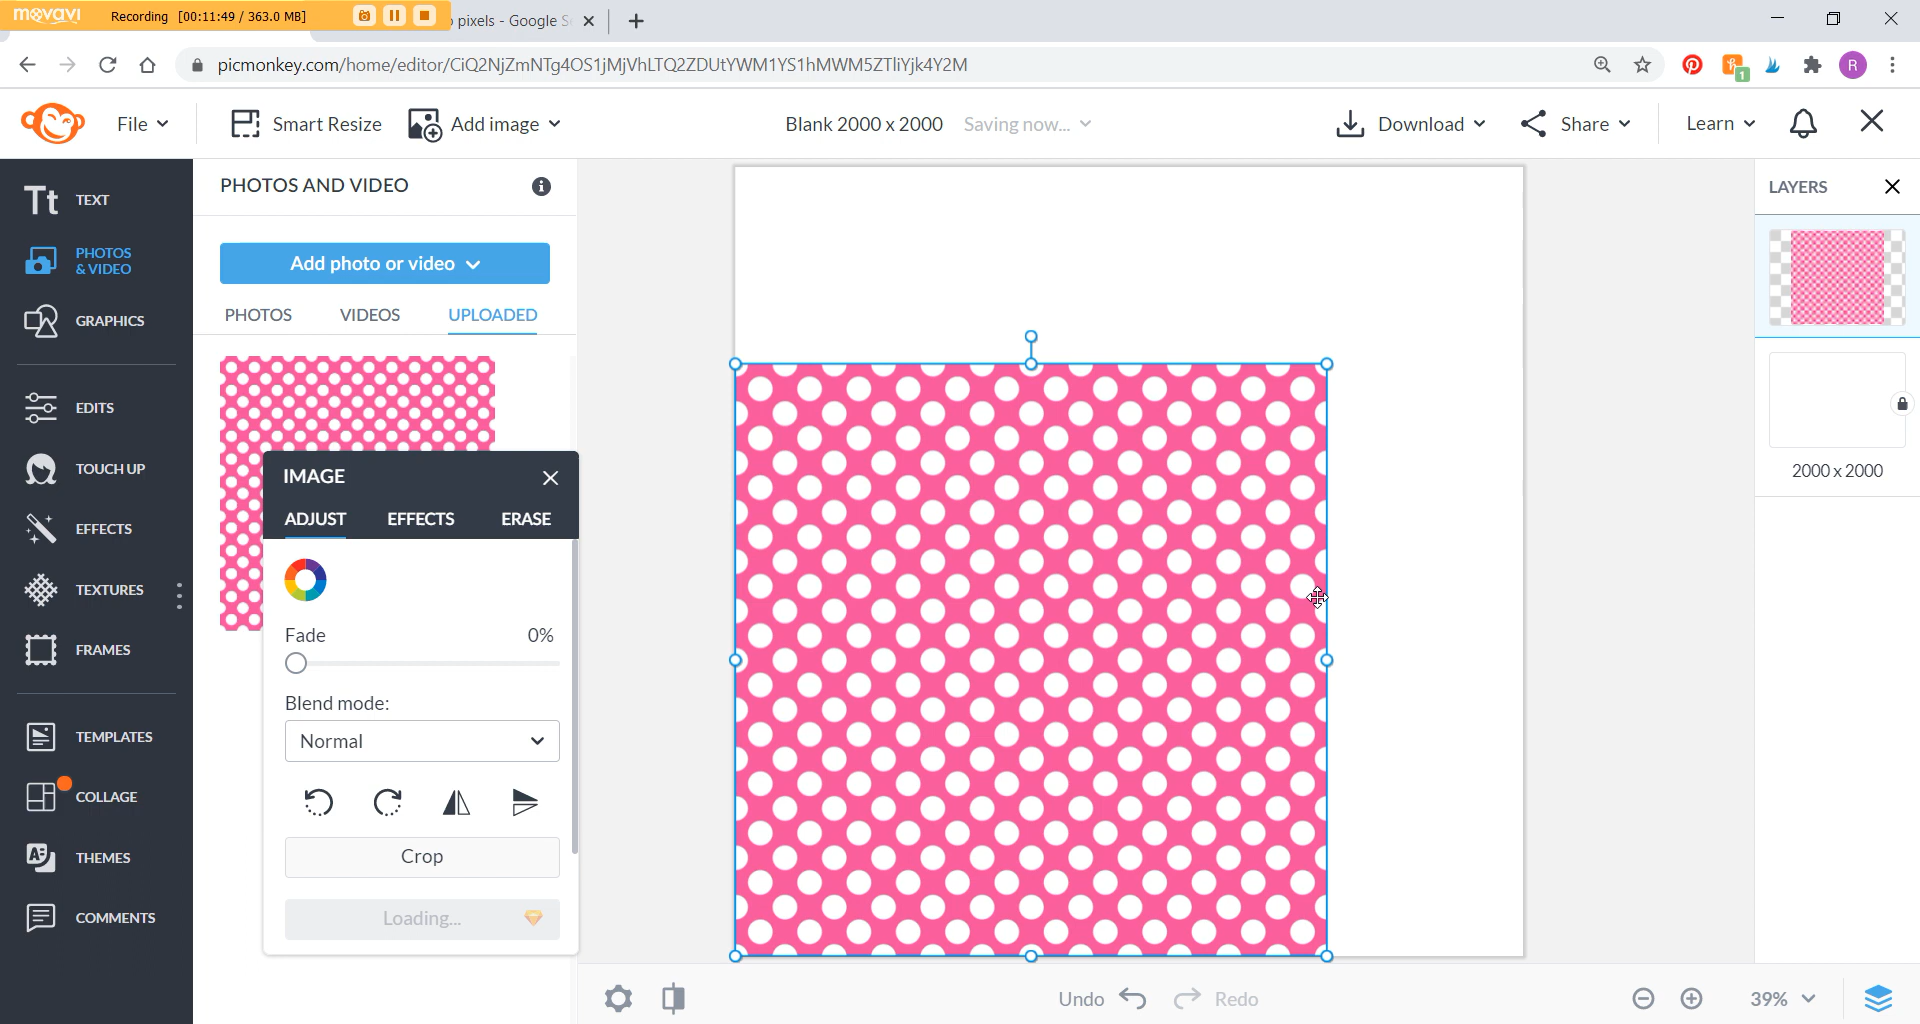 movavi
Recording [00:11:49 / 363.0 MB]
pixels - Google S
picmonkey.com/home/editor/CiQ2NjZmNTg4OS1jMjVhLTQ2ZDUtYWM1YS1hMWM5ZTliYjk4Y2M
1
R
File
Smart Resize
Add image
Blank 2000 x 2000
Saving now...
Download
Share
Learn
Tt TEXT
PHOTOS
& VIDEO
GRAPHICS
EDITS
TOUCH UP
EFFECTS
TEXTURES
FRAMES
TEMPLATES
COLLAGE
THEMES
COMMENTS
PHOTOS AND VIDEO
Add photo or video
PHOTOS
VIDEOS
UPLOADED
IMAGE
ADJUST
EFFECTS
ERASE
Fade
0%
Blend mode:
Normal
Crop
Loading...
LAYERS
2000 x 2000
Undo
Redo
39%